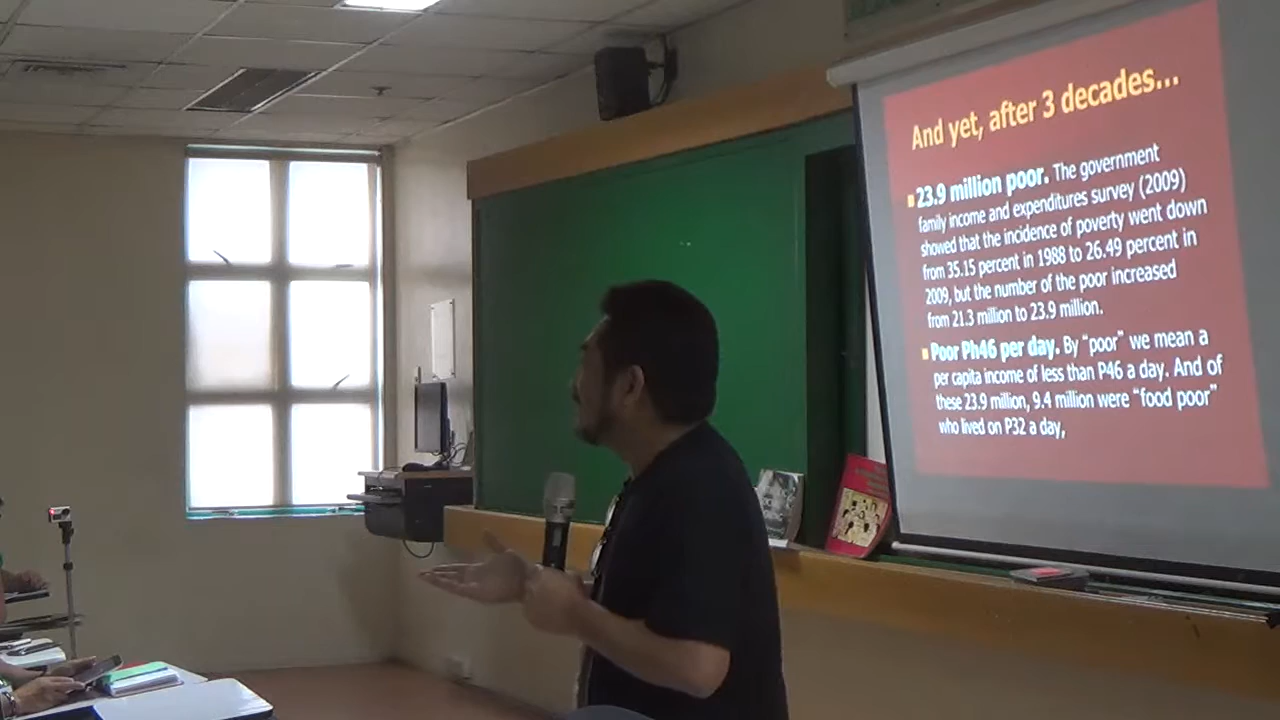 And yet, after 3 decades...
23.9 million poor. The government
family income and expenditures survey (2009)
showed that the incidence of poverty went down
from 35.15 percent in 1988 to 26.49 percent in
2009, but the number of the poor increased
from 21.3 million to 23.9 million.
Poor Ph46 per day. By “poor” we mean a
per capita income of less than P46 a day. And of
these 23.9 million, 9.4 million were “food poor”
who lived on P32 a day,